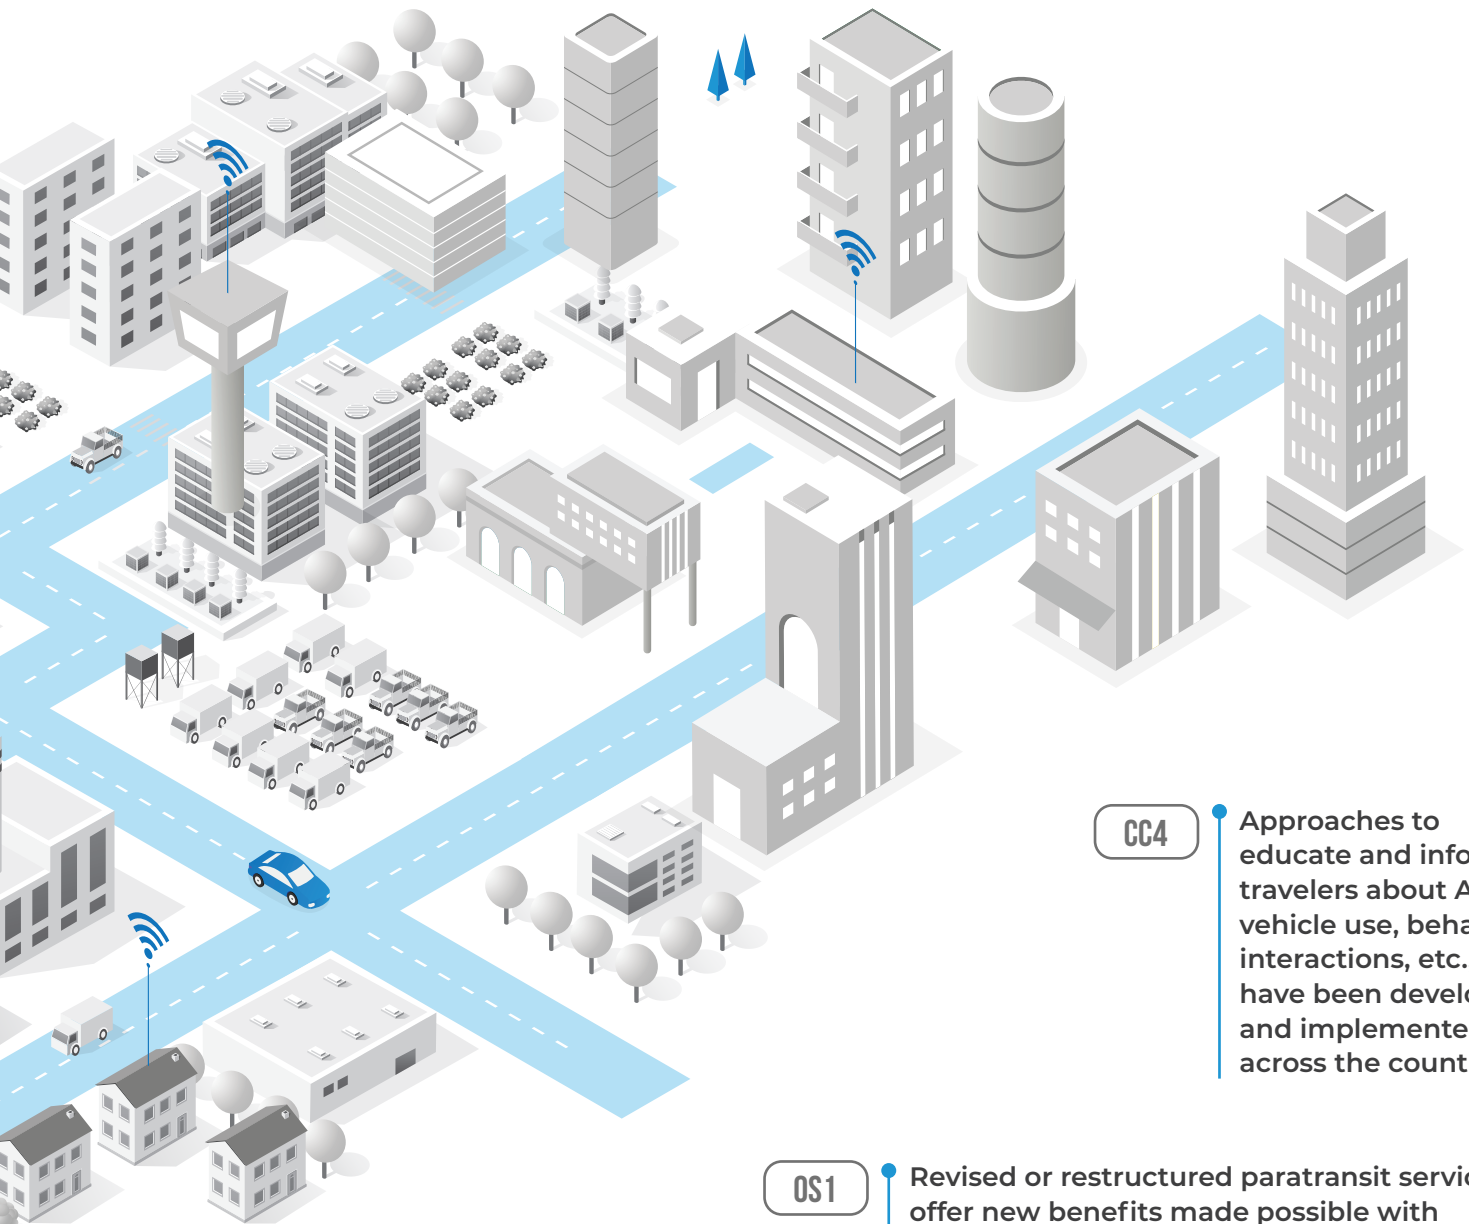 CC4
Approaches to
educate and info
travelers about A
vehicle use, beha
interactions, etc.
have been develo
and implemente
across the count
OS1
Revised or restructured paratransit servic
offer new benefits made possible with